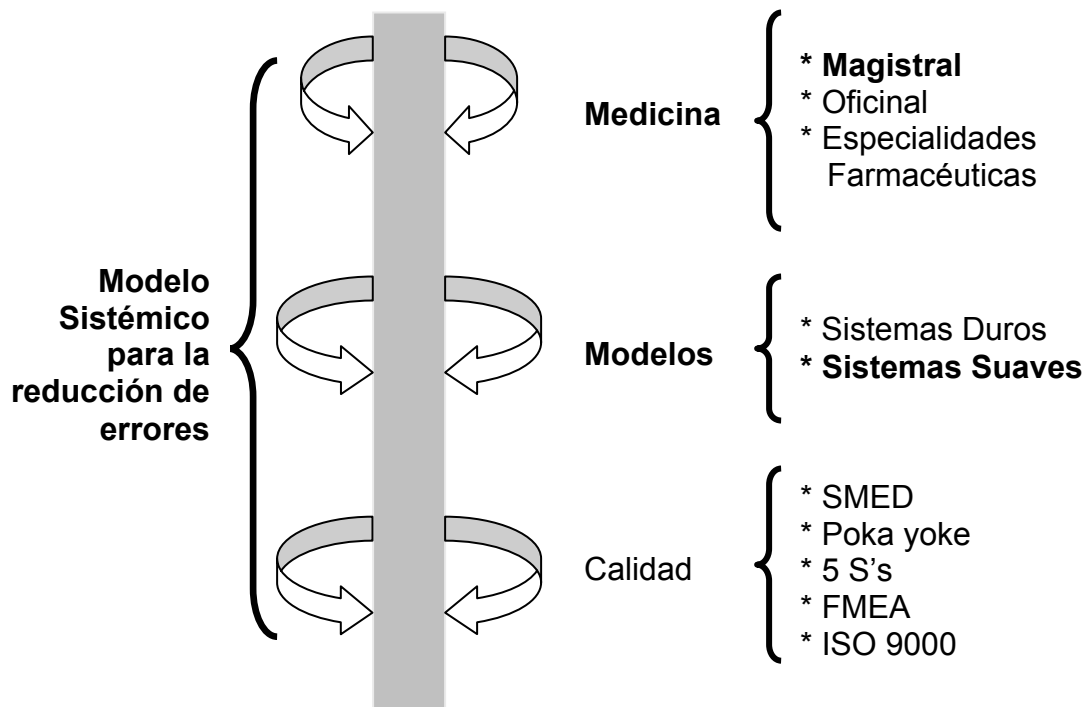 Modelo
Sistémico
para la
reducción de
errores
Medicina
* Magistral
* Oficinal
* Especialidades
Farmacéuticas
Modelos
* Sistemas Duros
* Sistemas Suaves
Calidad
* SMED
* Poka yoke
* 5 S’s
* FMEA
* ISO 9000